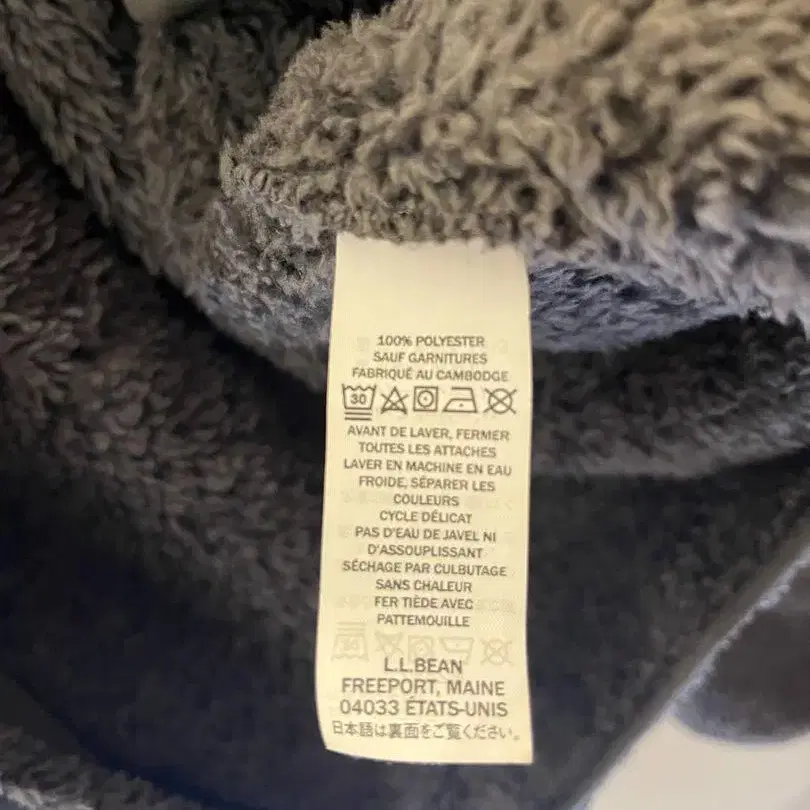 100% POLYESTER
SAUF GARNITURES
FABRIQUÉ AU CAMBODGE
30
AVANT DE LAVER, FERMER
TOUTES LES ATTACHES
LAVER EN MACHINE EN EAU
FROIDE, SÉPARER LES
COULEURS
CYCLE DÉLICAT
PAS D'EAU DE JAVEL NI
D'ASSOUPLISSANT
SÉCHAGE PAR CULBUTAGE
SANS CHALEUR
FER TIÈDE AVEC
PATTEMOUILLE
L.L.BEAN
FREEPORT, MAINE
04033 ÉTATS-UNIS
日本語は裏面をご覧ください。